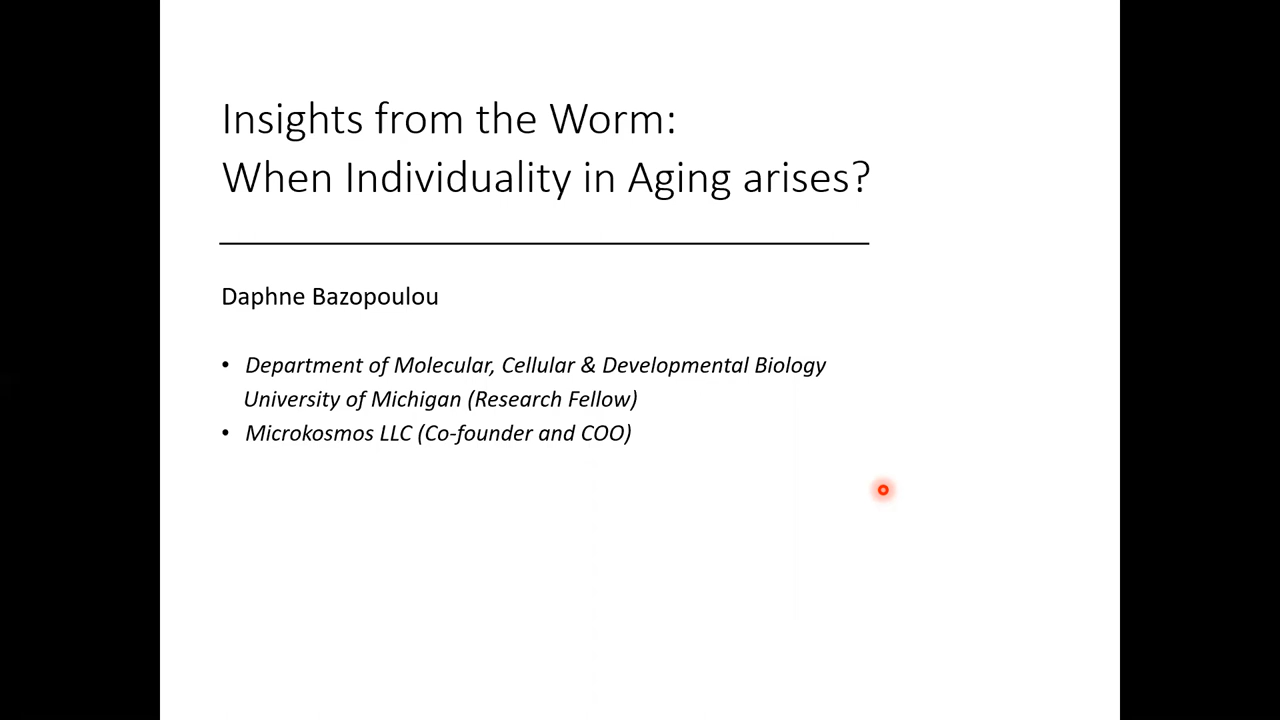 Insights from the Worm:
When Individuality in Aging arises?
Daphne Bazopoulou
• Department of Molecular, Cellular & Developmental Biology
University of Michigan (Research Fellow)
• Microkosmos LLC (Co-founder and COO)